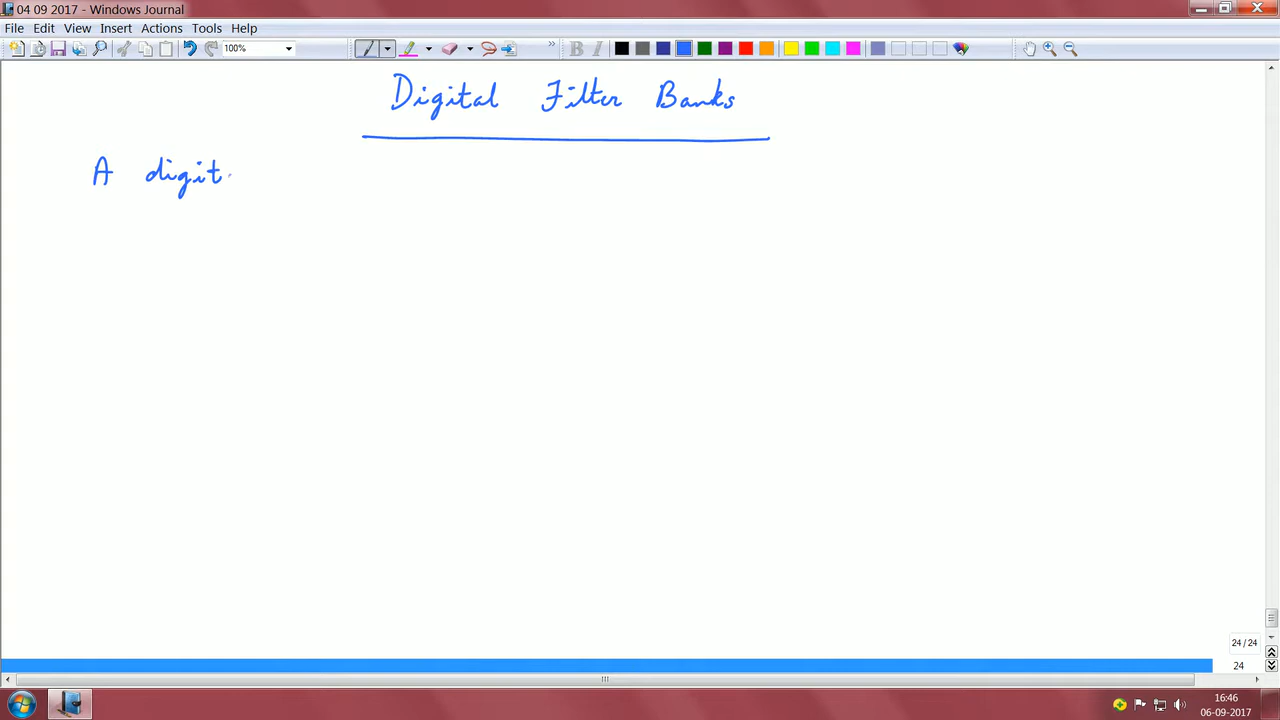 04 09 2017 - Windows Journal
File Edit View Insert Actions Tools Help
100%
B I
Digital Filter Banks
A digit
24 / 24
24
16:46
06-09-2017